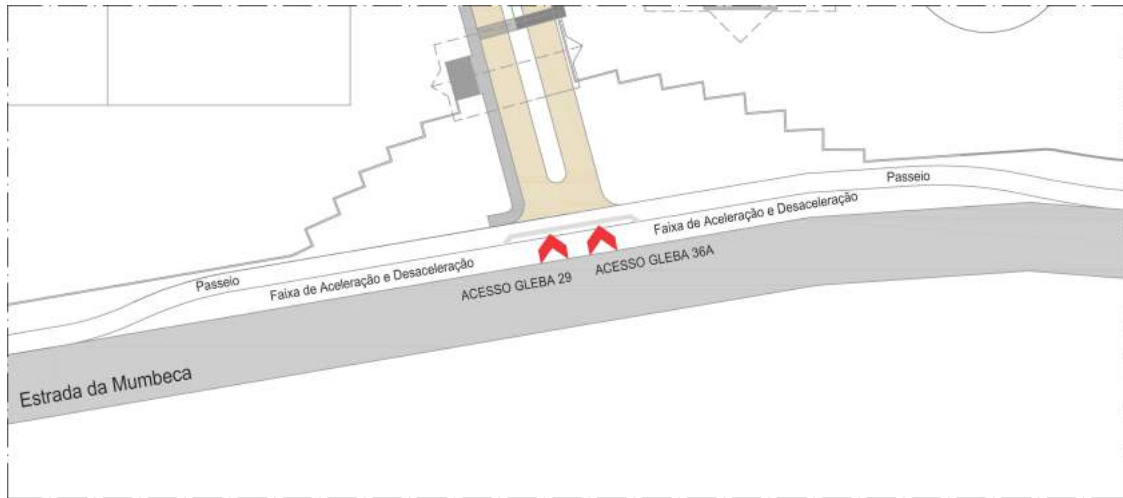 Passeio
Faixa de Aceleração e Desaceleração
Passeio
Faixa de Aceleração e Desaceleração
ACESSO GLEBA 29
ACESSO GLEBA 36A
Estrada da Mumbeca